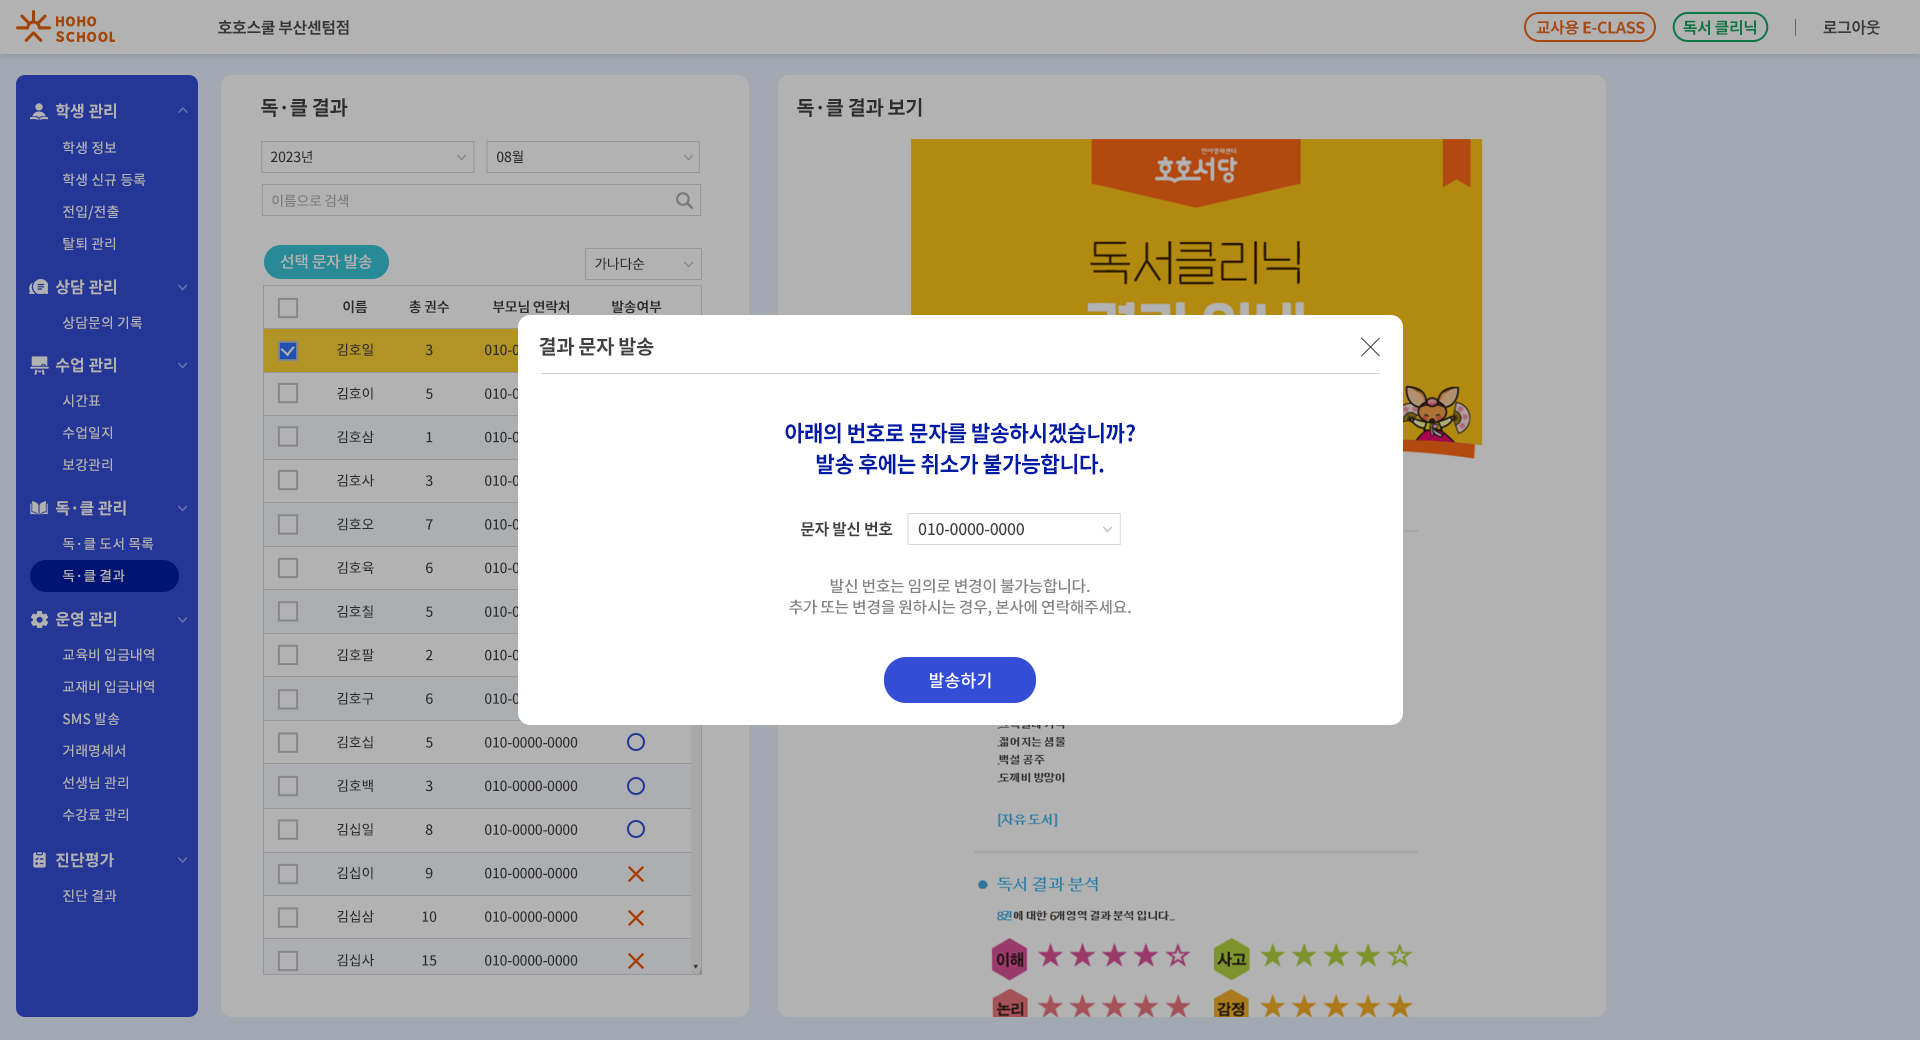 HOHO
SCHOOL
호호스쿨 부산센텀점
교사용 E-CLASS
독서 클리닉
로그아웃
학생 관리
학생 정보
학생 신규 등록
전입/전출
탈퇴 관리
상담 관리
상담문의 기록
수업 관리
시간표
수업일지
보강관리
독·클 관리
독·클 도서 목록
독·클 결과
운영 관리
교육비 입금내역
교재비 입금내역
SMS 발송
거래명세서
선생님 관리
수강료 관리
진단평가
진단 결과
독·클 결과
2023년
08월
이름으로 검색
선택 문자 발송
가나다순
이름 총 권수 부모님 연락처 발송여부
김호일 3 010-0
김호이 5 010-0
김호삼 1 010-0
김호사 3 010-0
김호오 7 010-0
김호육 6 010-0
김호칠 5 010-0
김호팔 2 010-0
김호구 6 010-0
김호십 5 010-0000-0000
김호백 3 010-0000-0000
김십일 8 010-0000-0000
김십이 9 010-0000-0000
김십삼 10 010-0000-0000
김십사 15 010-0000-0000
독·클 결과 보기
호호서당
독서클리닉
결과 문자 발송
아래의 번호로 문자를 발송하시겠습니까?
발송 후에는 취소가 불가능합니다.
문자 발신 번호
010-0000-0000
발신 번호는 임의로 변경이 불가능합니다.
추가 또는 변경을 원하시는 경우, 본사에 연락해주세요.
발송하기
.젊어지는 샘물
.백설 공주
.도깨비 방망이
[자유 도서]
독서 결과 분석
8권에 대한 6개영역 결과 분석 입니다.
이해
사고
논리
감정